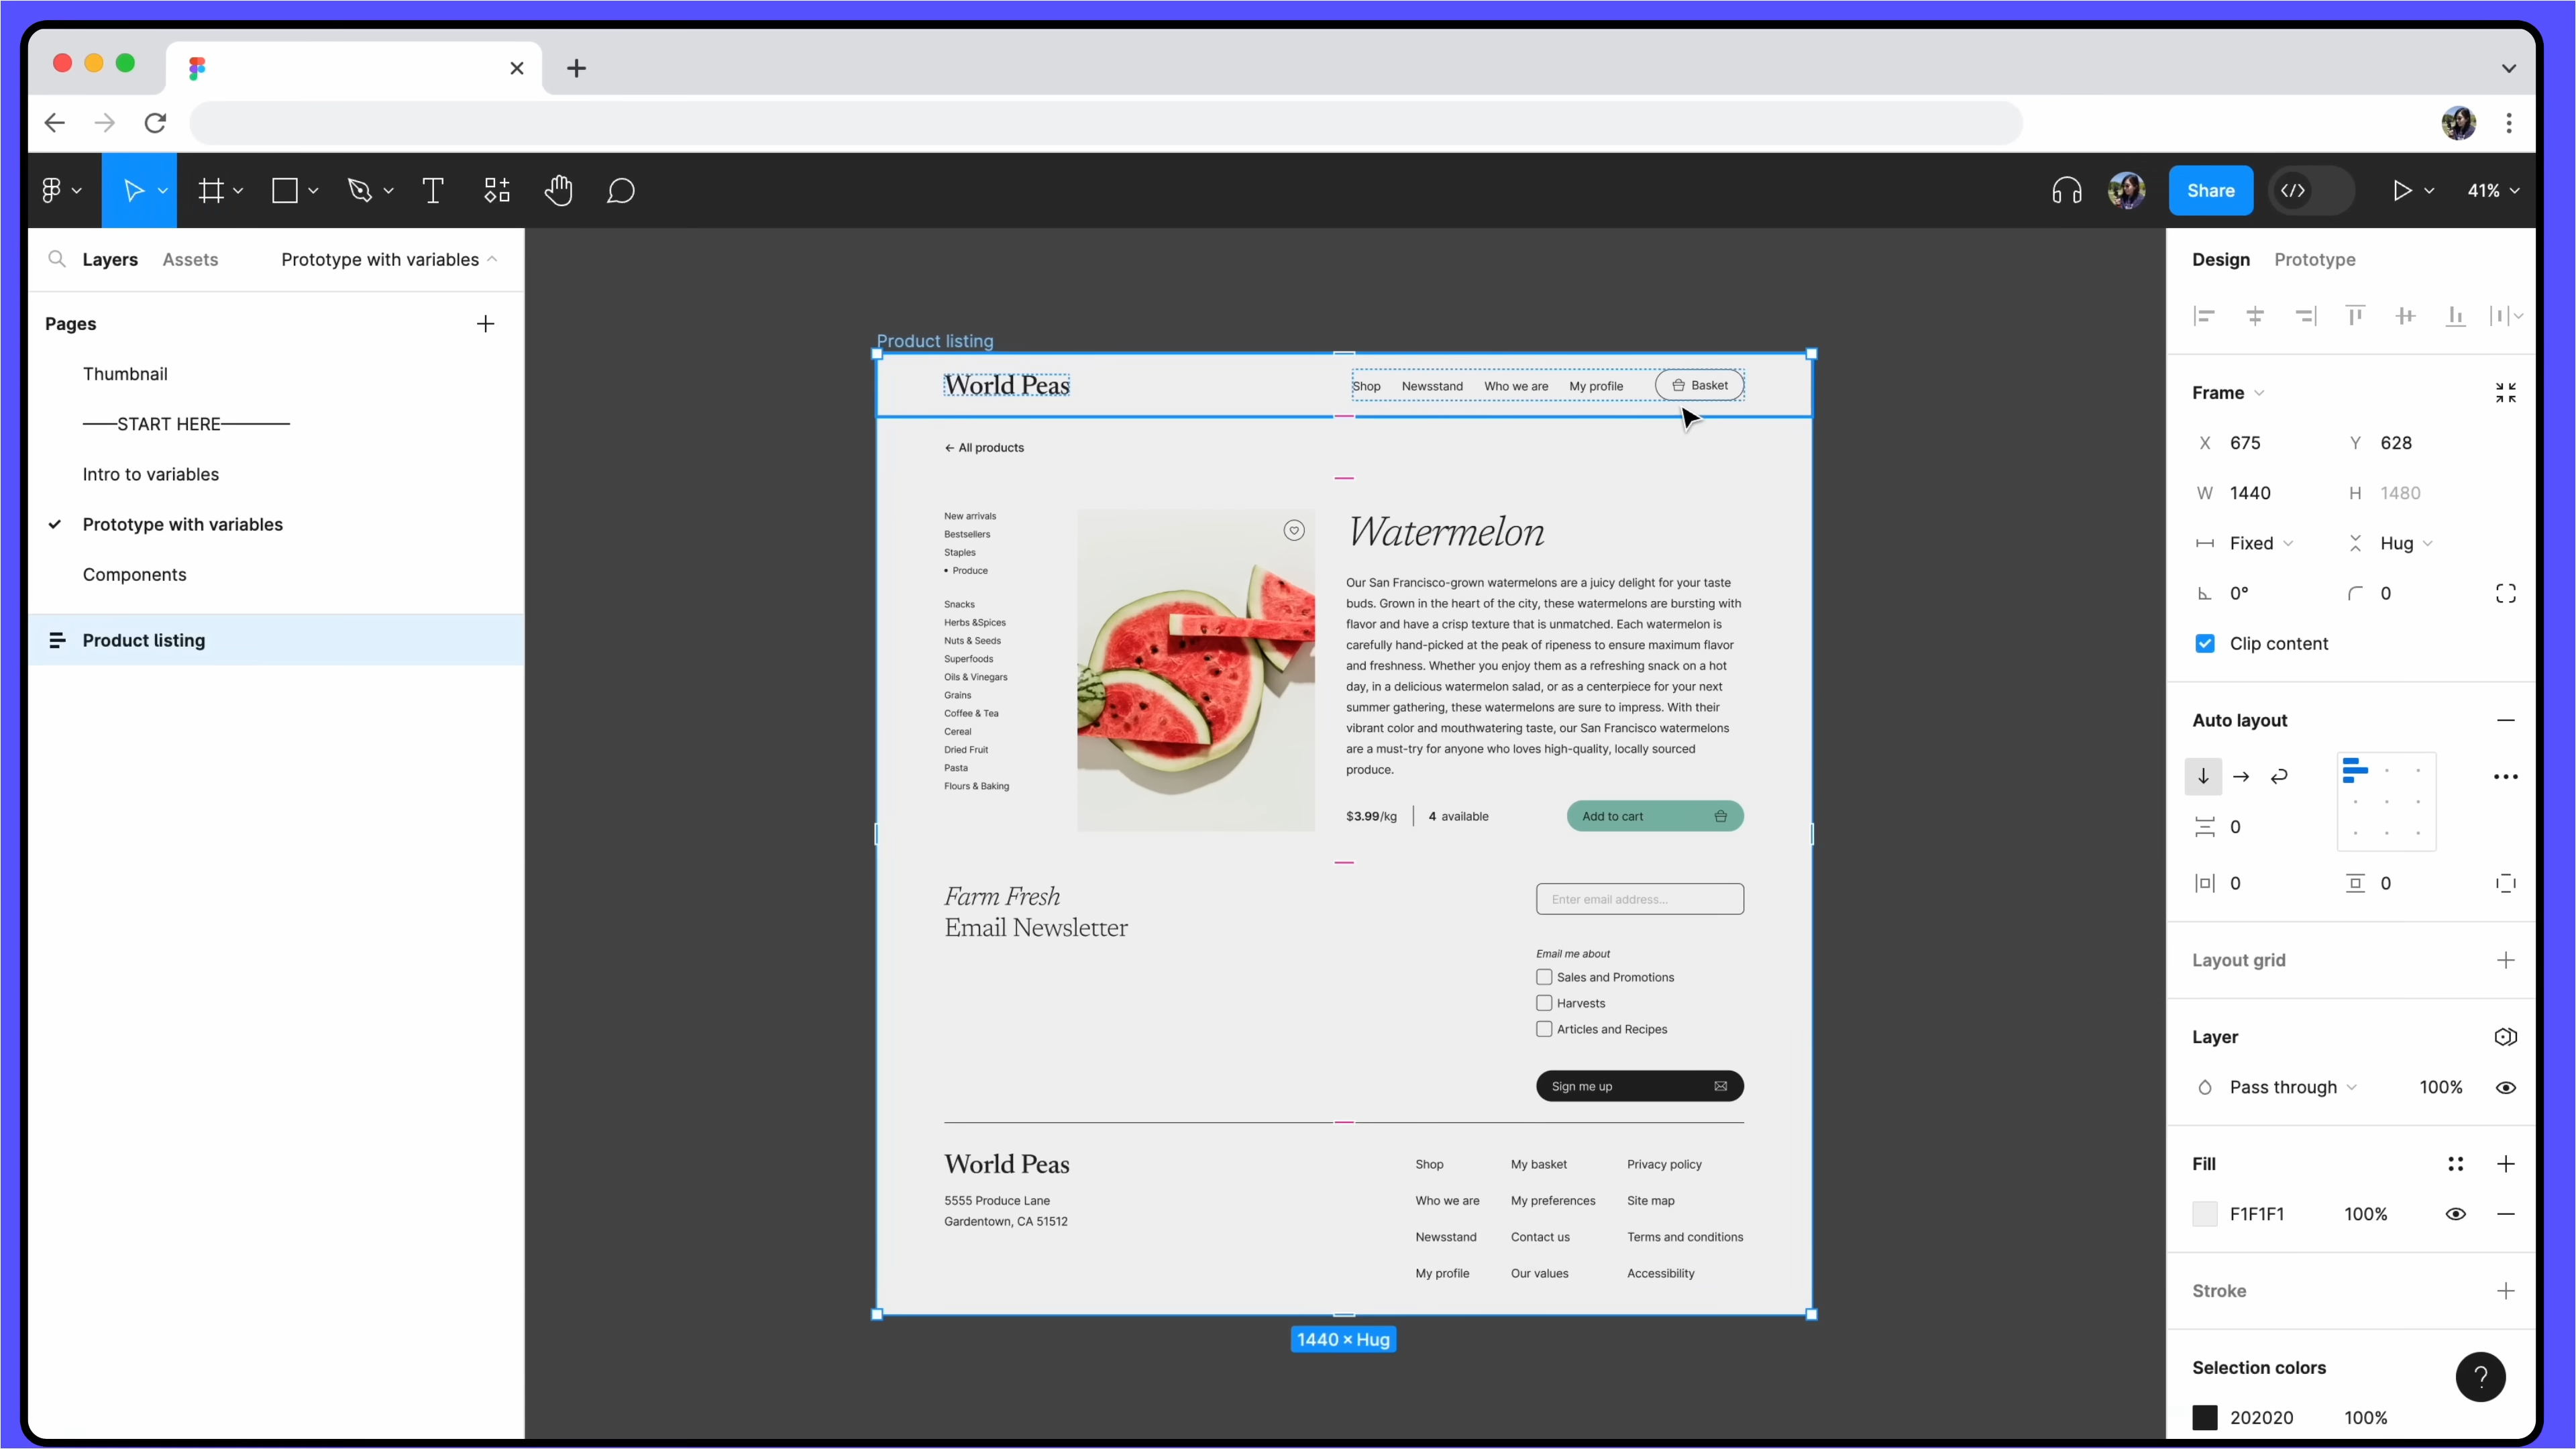 Share
41%
Layers
Assets
Prototype with variables
Pages
Thumbnail
——START HERE————
Intro to variables
Prototype with variables
Components
Product listing
Product listing
World Peas
Shop
Newsstand
Who we are
My profile
Basket
← All products
New arrivals
Bestsellers
Staples
• Produce
Snacks
Herbs &Spices
Nuts & Seeds
Superfoods
Oils & Vinegars
Grains
Coffee & Tea
Cereal
Dried Fruit
Pasta
Flours & Baking
Watermelon
Our San Francisco-grown watermelons are a juicy delight for your taste
buds. Grown in the heart of the city, these watermelons are bursting with
flavor and have a crisp texture that is unmatched. Each watermelon is
carefully hand-picked at the peak of ripeness to ensure maximum flavor
and freshness. Whether you enjoy them as a refreshing snack on a hot
day, in a delicious watermelon salad, or as a centerpiece for your next
summer gathering, these watermelons are sure to impress. With their
vibrant color and mouthwatering taste, our San Francisco watermelons
are a must-try for anyone who loves high-quality, locally sourced
produce.
$3.99/kg
4 available
Add to cart
Farm Fresh
Email Newsletter
Enter email address...
Email me about
Sales and Promotions
Harvests
Articles and Recipes
Sign me up
World Peas
5555 Produce Lane
Gardentown, CA 51512
Shop
Who we are
Newsstand
My profile
My basket
My preferences
Contact us
Our values
Privacy policy
Site map
Terms and conditions
Accessibility
1440 × Hug
Design
Prototype
Frame
X 675
Y 628
W 1440
H 1480
Fixed
Hug
0°
0
Clip content
Auto layout
0
0
0
Layout grid
Layer
Pass through
100%
Fill
F1F1F1
100%
Stroke
Selection colors
?
202020
100%